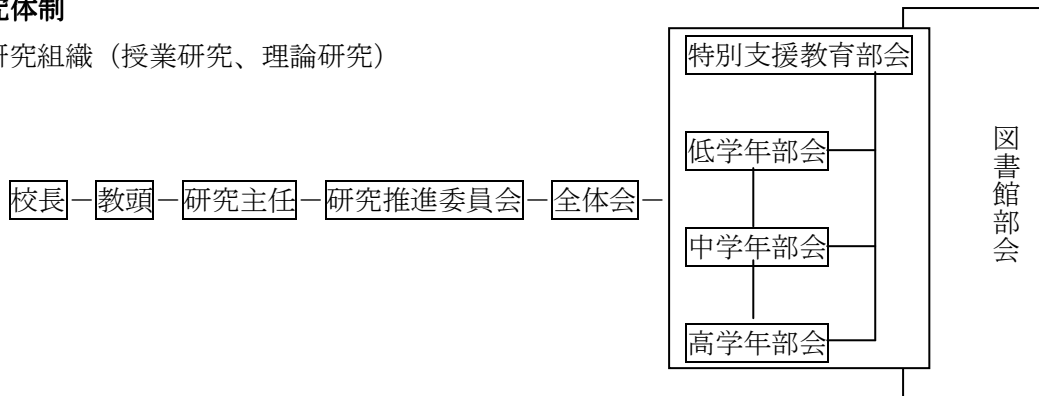 究体制
研究組織（授業研究、理論研究）
特別支援教育部会
低学年部会
校長－教頭－研究主任－研究推進委員会－全体会－
中学年部会
高学年部会
図書館部会